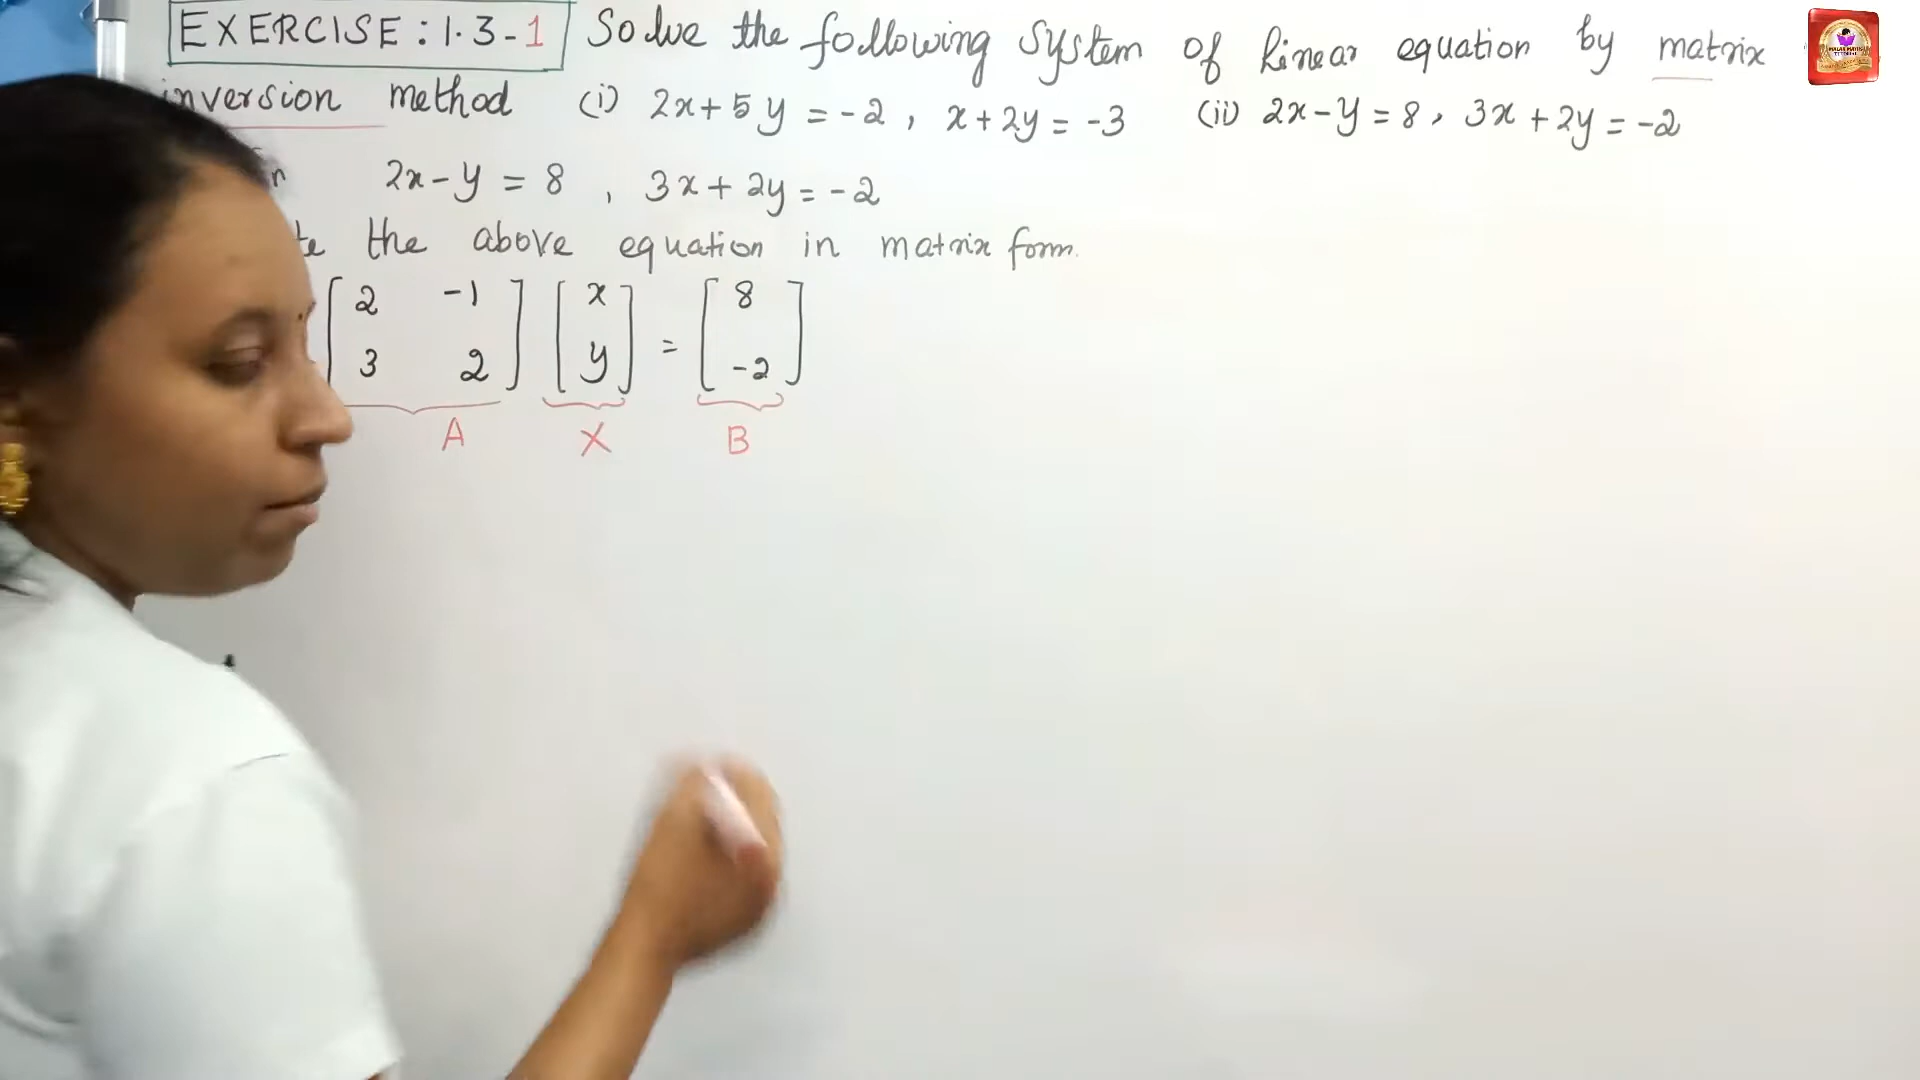 EXERCISE : 1.3-1 Solve the following system of linear equation by matrix
inversion method (i) 2x+5y = -2 , x+2y = -3 (ii) 2x-y = 8 , 3x+2y = -2
2x-y = 8 , 3x+2y = -2
the above equation in matrix form.
[ 2 -1 ] [ x ] = [ 8 ]
[ 3 2 ] [ y ] [ -2 ]
A X B